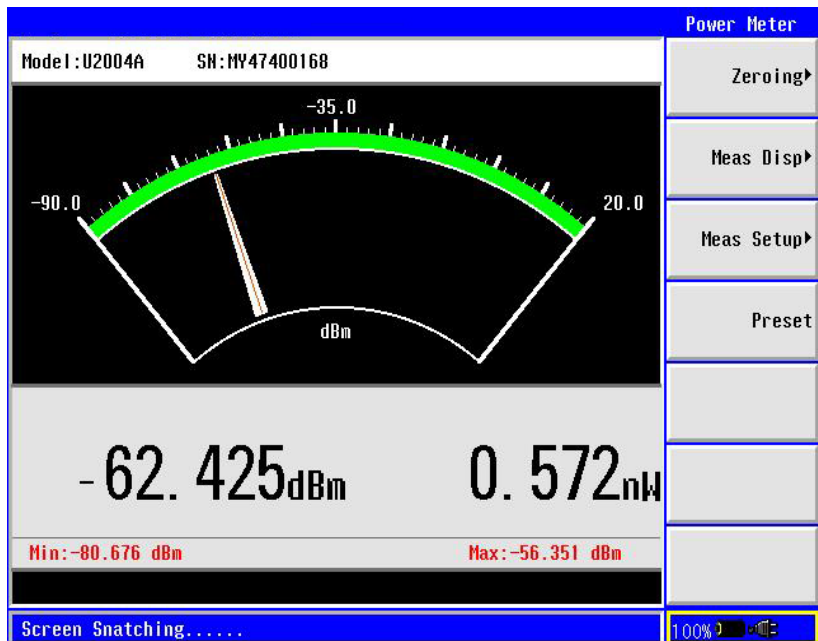 Power Meter
Model:U2004A SN:MY47400168
Zeroing
-35.0
Meas Disp
-90.0
20.0
Meas Setup
dBm
Preset
-62.425dBm 0.572nW
Min:-80.676 dBm Max:-56.351 dBm
Screen Snatching......
100%